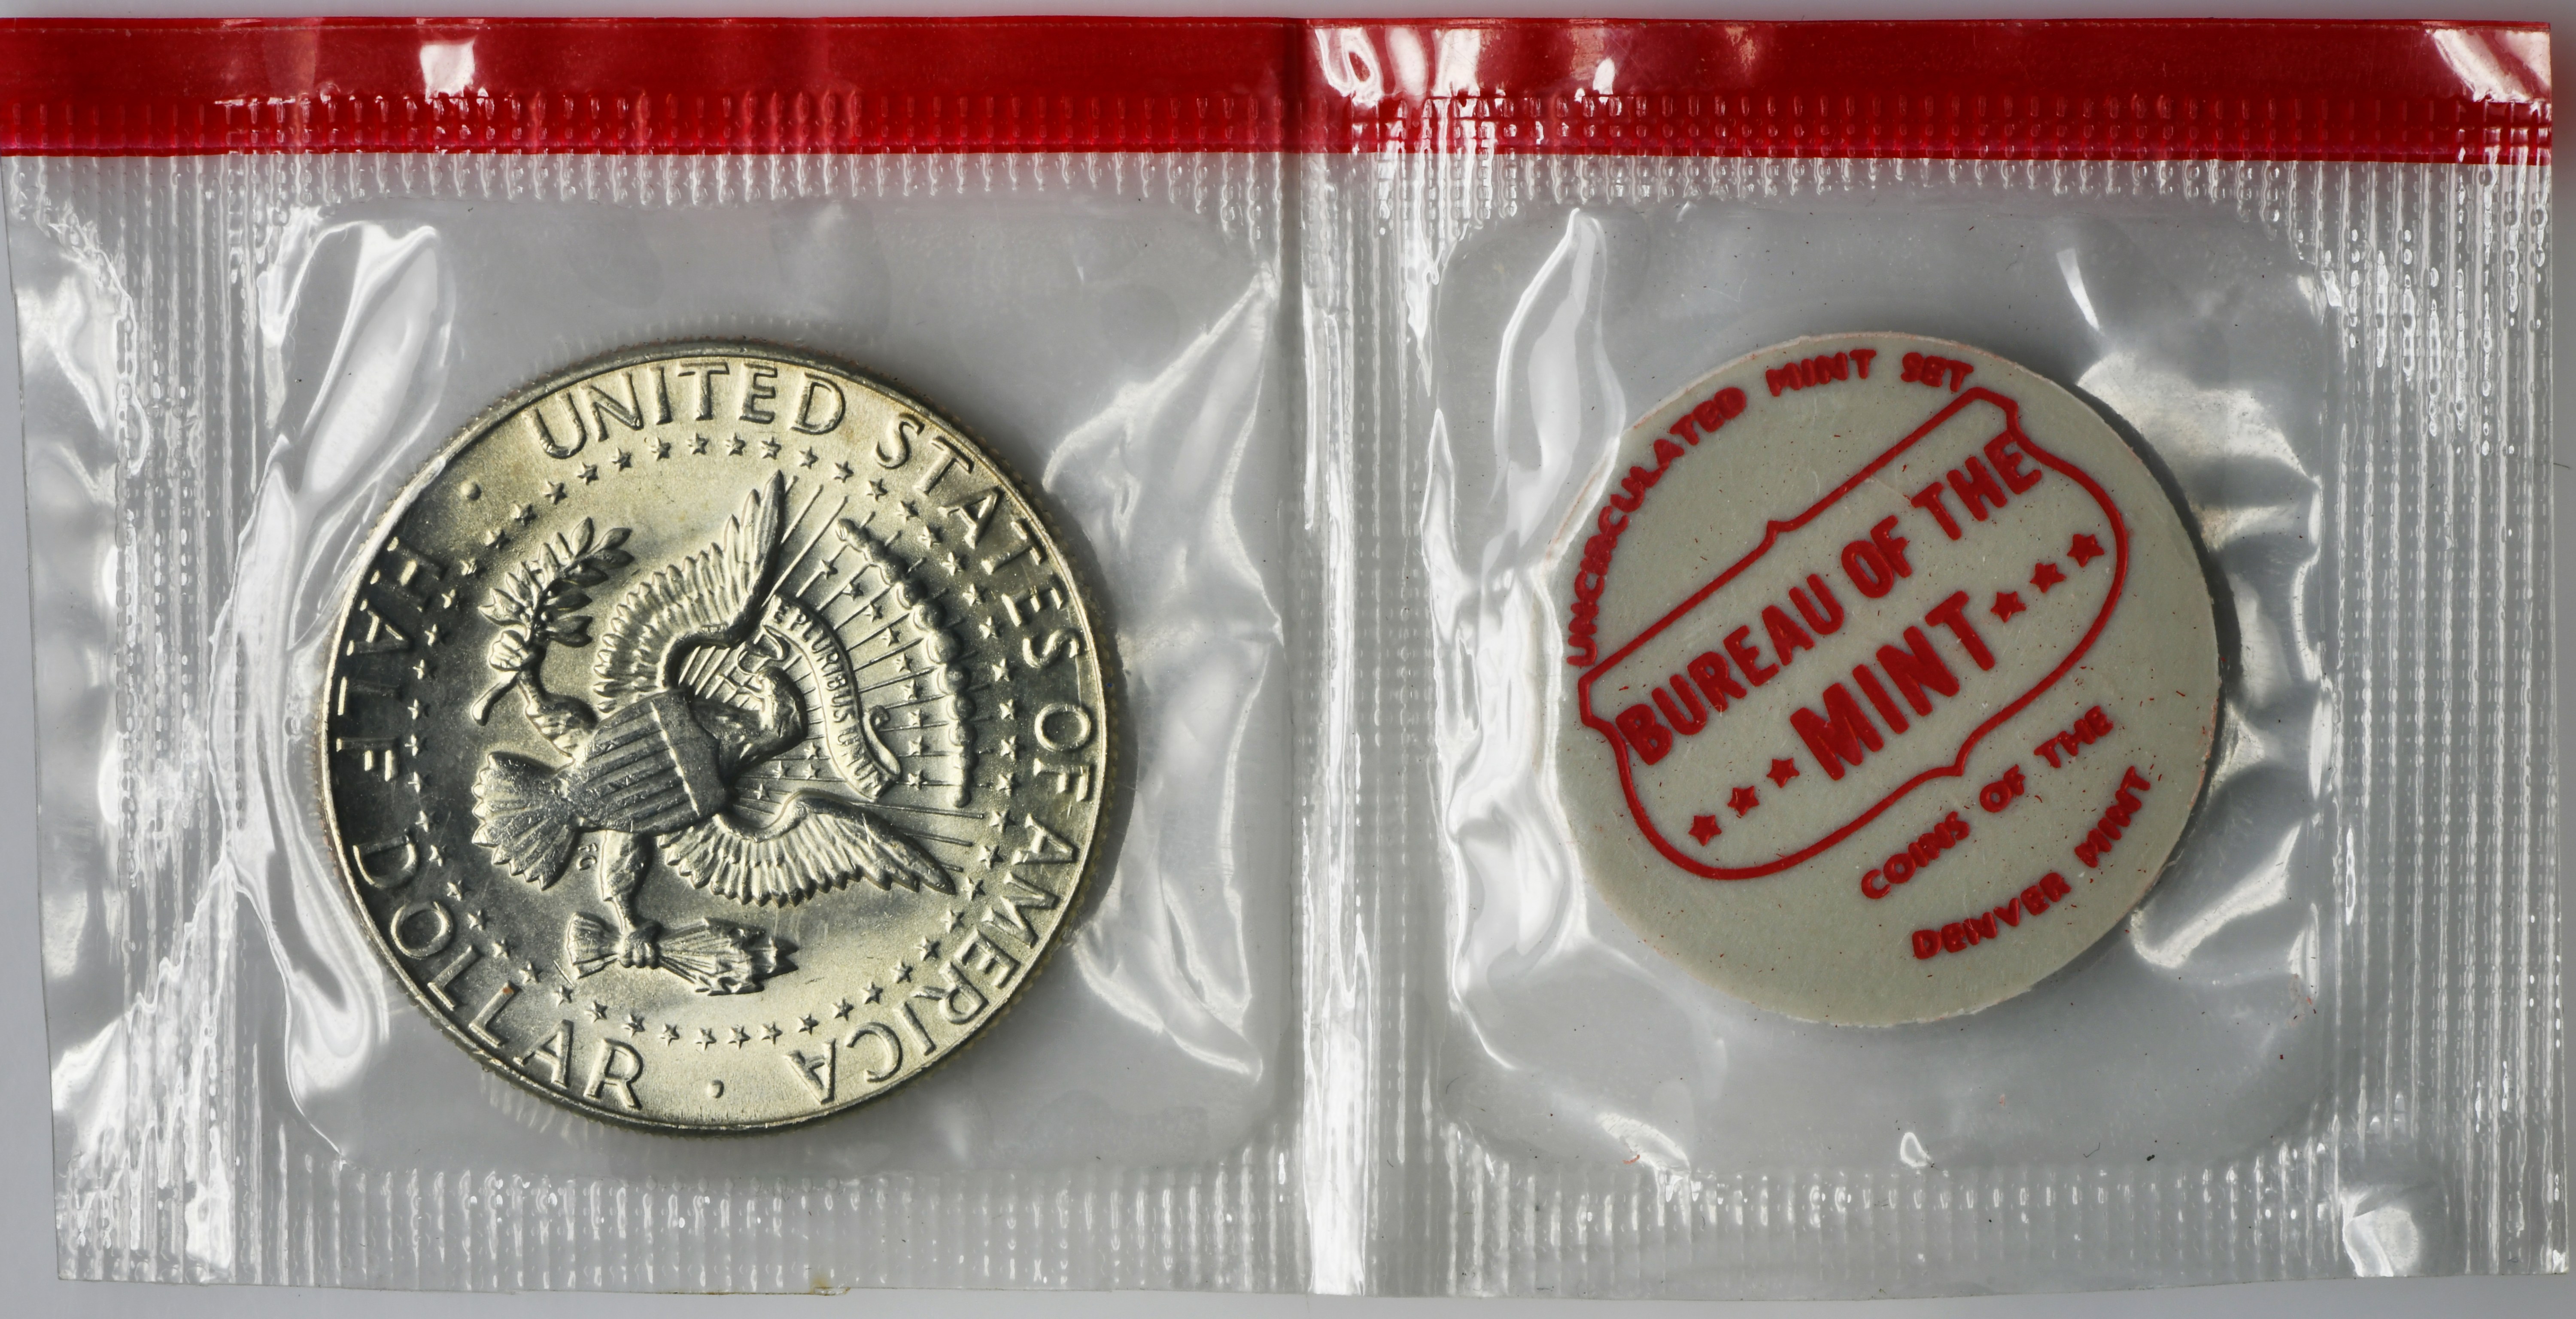 UNITED STATES OF AMERICA
E PLURIBUS UNUM
FG
HALF DOLLAR
UNCIRCULATED MINT SET
BUREAU OF THE
MINT
COINS OF THE
DENVER MINT